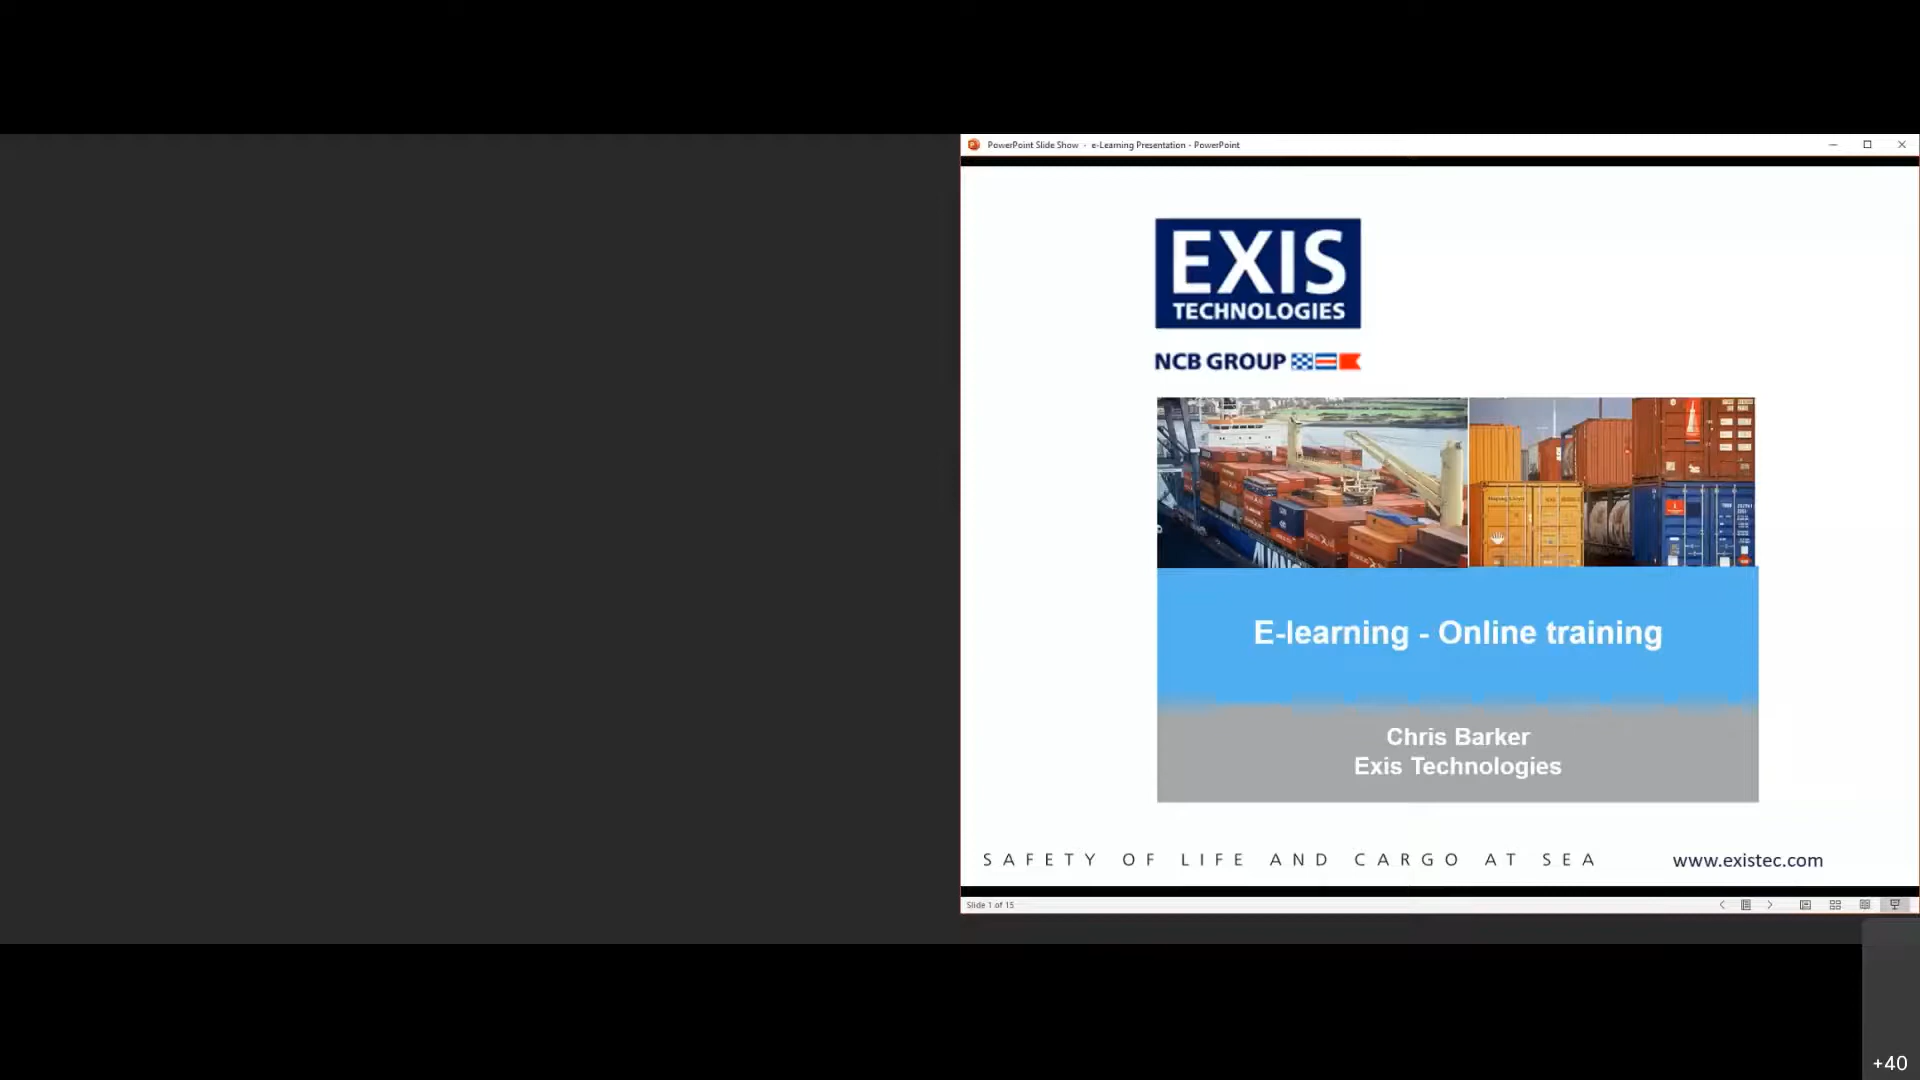 PowerPoint Slide Show - e-Learning Presentation - PowerPoint
EXIS
TECHNOLOGIES
NCB GROUP
E-learning - Online training
Chris Barker
Exis Technologies
SAFETY OF LIFE AND CARGO AT SEA
www.existec.com
Slide 1 of 15
+40